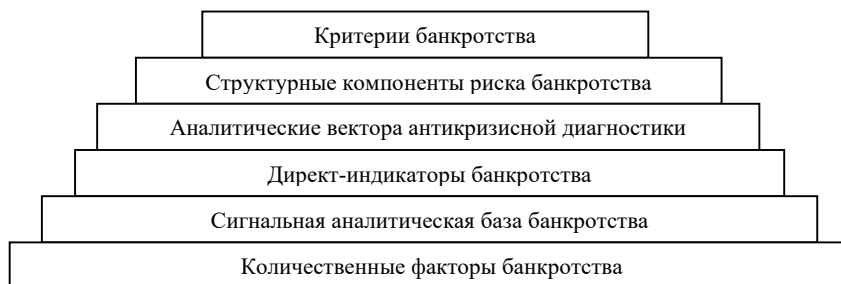 Критерии банкротства
Структурные компоненты риска банкротства
Аналитические вектора антикризисной диагностики
Директ-индикаторы банкротства
Сигнальная аналитическая база банкротства
Количественные факторы банкротства